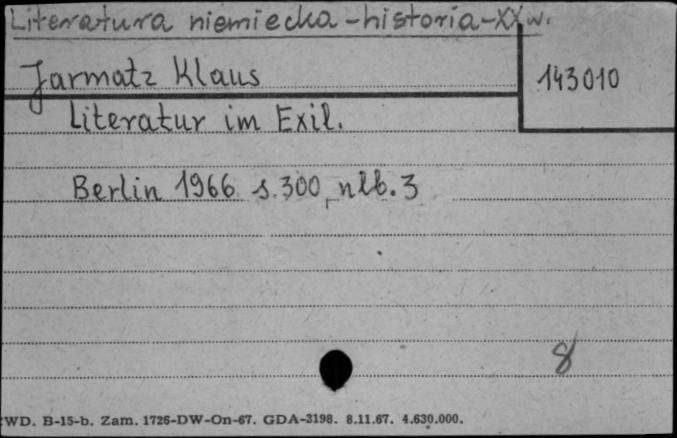 Literatura niemiecka-historia-XX w.
Jarmatz Klaus
143010
Literatur im Exil.
Berlin 1966 s. 300, nlb. 3
8
WD. B-15-b. Zam. 1726-DW-On-67. GDA-3198. 8.11.67. 4.630.000.